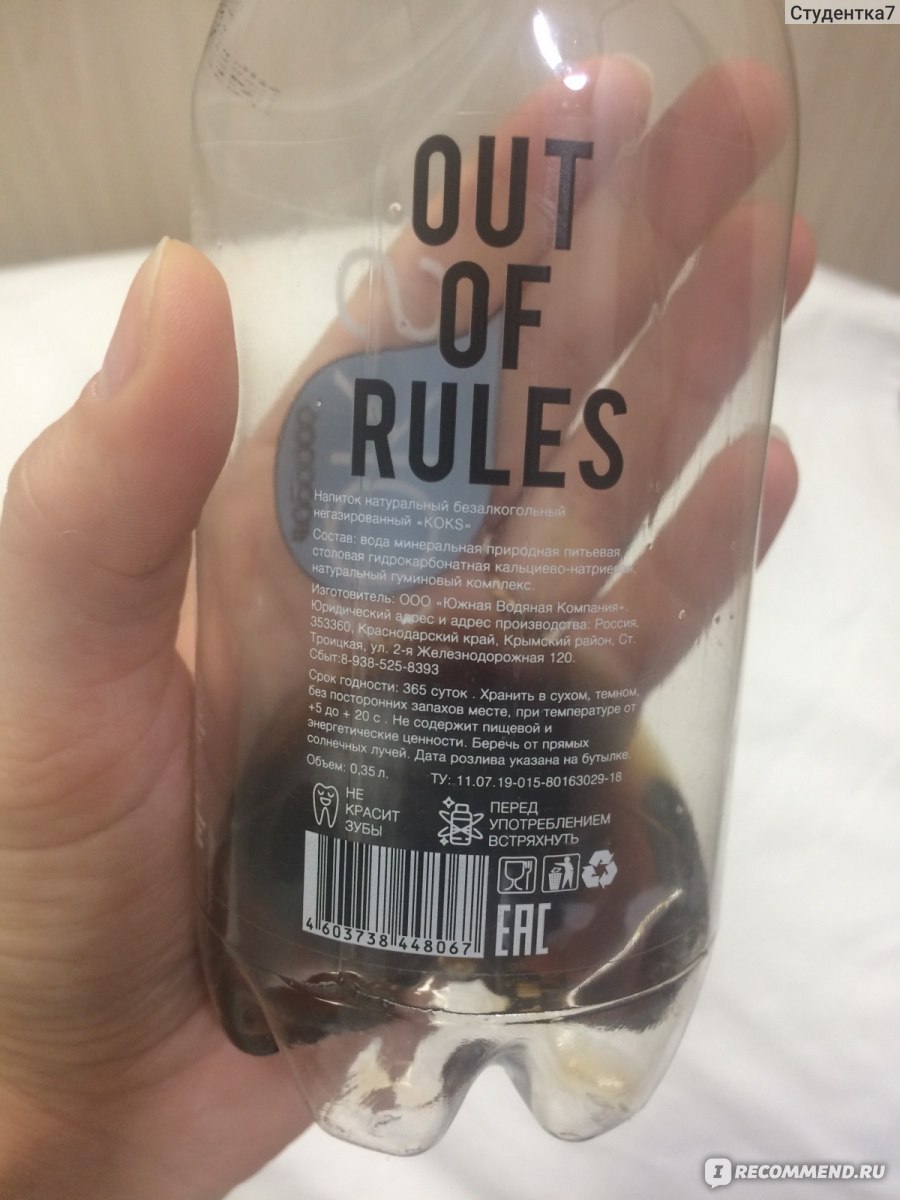 Студентка7
OUT
OF
RULES
Напиток натуральный безалкогольный
негазированный «KOKS»
Состав: вода минеральная природная питьевая
столовая гидрокарбонатная кальциево-натриевая,
натуральный гуминовый комплекс.
Изготовитель: ООО «Южная Водяная Компания».
Юридический адрес и адрес производства: Россия,
353360, Краснодарский край, Крымский район, Ст.
Троицкая, ул. 2-я Железнодорожная 120.
Сбыт:8-938-525-8393
Срок годности: 365 суток . Хранить в сухом, темном,
без посторонних запахов месте, при температуре от
+5 до + 20 с . Не содержит пищевой и
энергетические ценности. Беречь от прямых
солнечных лучей. Дата розлива указана на бутылке.
Объем: 0,35 л.
ТУ: 11.07.19-015-80163029-18
НЕ
КРАСИТ
ЗУБЫ
ПЕРЕД
УПОТРЕБЛЕНИЕМ
ВСТРЯХНУТЬ
4603738448067
EAC
IRECOMMEND.RU